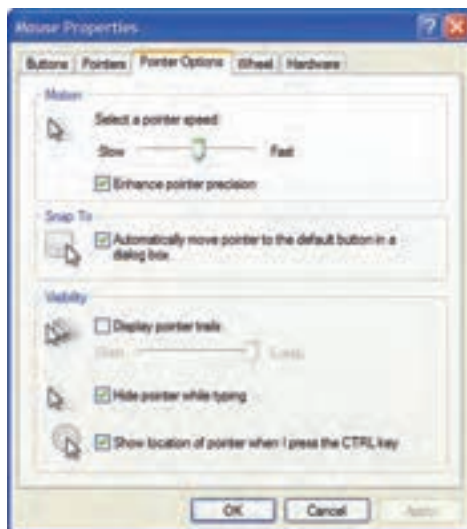 Mouse Properties
Buttons Pointers Pointer Options Wheel Hardware
Motion
Select a pointer speed
Slow Fast
Enhance pointer precision
Snap To
Automatically move pointer to the default button in a
dialog box
Visibility
Display pointer trails
Short Long
Hide pointer while typing
Show location of pointer when I press the CTRL key
OK Cancel Apply